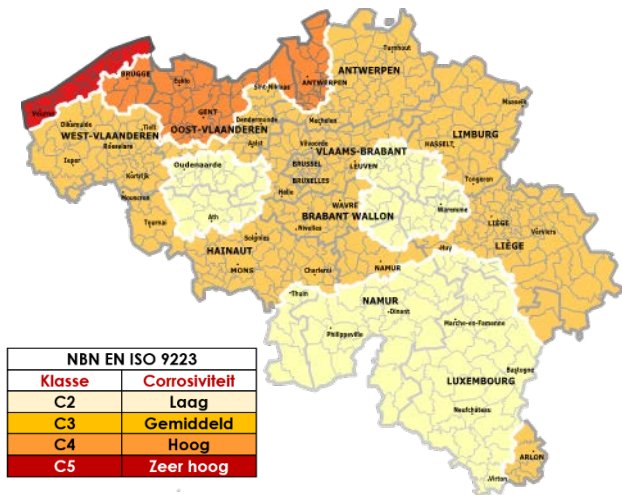 Turnhout
BRUGGE
Eeklo
ANTWERPEN
Sint-Niklaas
ANTWERPEN
Veurne
GENT
Maaseik
Diksmuide
Tielt
Dendermonde
Mechelen
WEST-VLAANDEREN
OOST-VLAANDEREN
LIMBURG
Roeselare
Aalst
Vilvoorde
VLAAMS-BRABANT
HASSELT
Ieper
Oudenaarde
BRUSSEL
LEUVEN
Kortrijk
BRUXELLES
Tongeren
Mouscron
Halle
WAVRE
Waremme
Ath
BRABANT WALLON
Tournai
Nivelles
LIÈGE
Verviers
Soignies
LIÈGE
HAINAUT
Huy
MONS
Charleroi
NAMUR
Thuin
NAMUR
Dinant
Philippeville
Marche-en-Famenne
Bastogne
LUXEMBOURG
Neufchâteau
ARLON
Virton
NBN EN ISO 9223
Klasse Corrosiviteit
C2 Laag
C3 Gemiddeld
C4 Hoog
C5 Zeer hoog